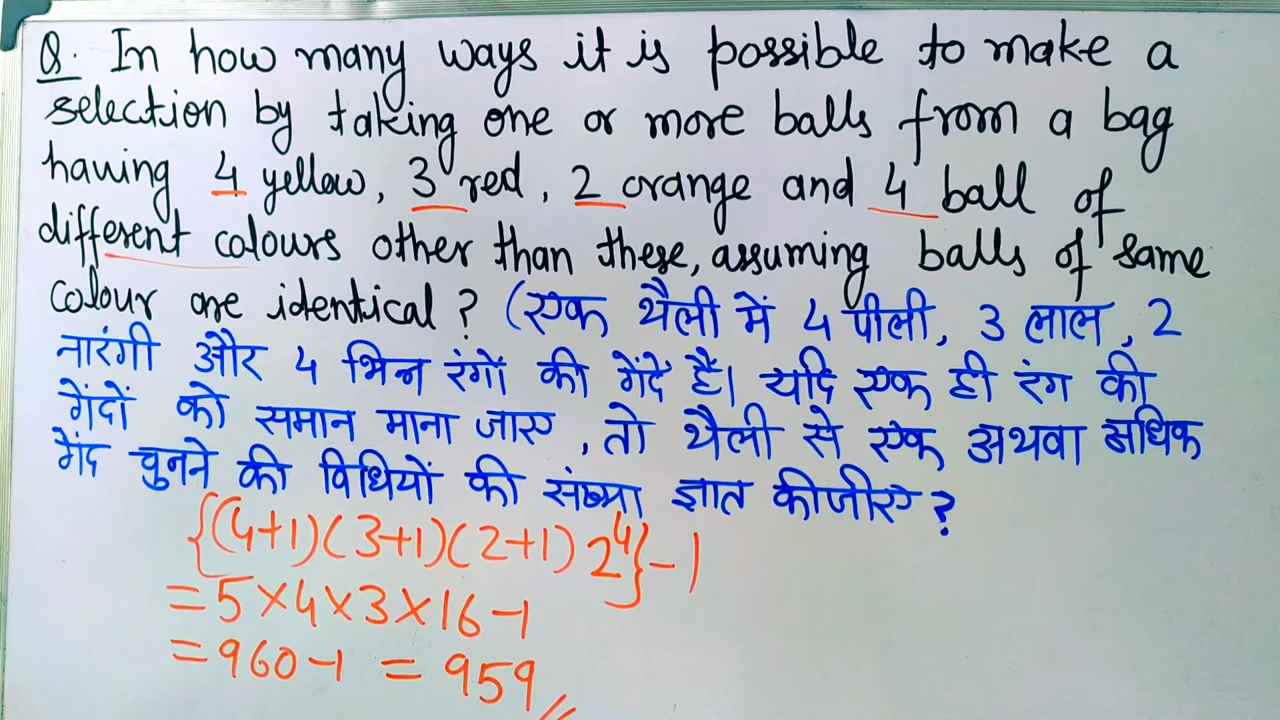 Q. In how many ways it is possible to make a
selection by taking one or more balls from a bag
having 4 yellow, 3 red, 2 orange and 4 ball of
different colours other than these, assuming balls of same
colour are identical? (एक थैली में 4 पीली, 3 लाल, 2
नारंगी और 4 भिन्न रंगों की गेंदें हैं। यदि एक ही रंग की
गेंदों को समान माना जाए, तो थैली से एक अथवा अधिक
गेंद चुनने की विधियों की संख्या ज्ञात कीजीए?
{(4+1)(3+1)(2+1)2⁴}-1
=5×4×3×16-1
=960-1 = 959//